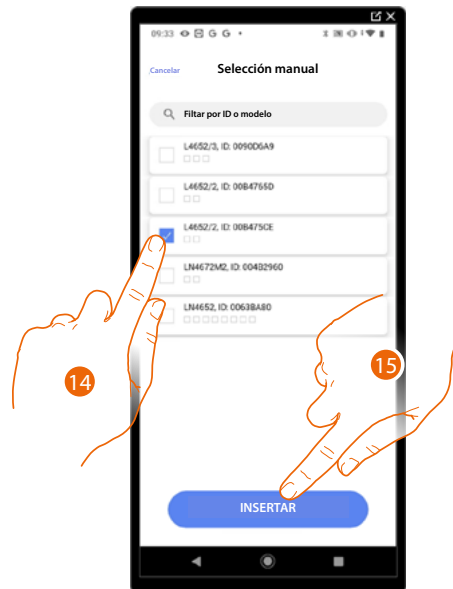 09:33 G G
Cancelar Selección manual
Filtar por ID o modelo
L4652/3, ID: 0090D6A9
L4652/2, ID: 00B4765D
L4652/2, ID: 00B475CE
LN4672M2, ID: 004B2960
LN4652, ID: 0063BA80
14
15
INSERTAR